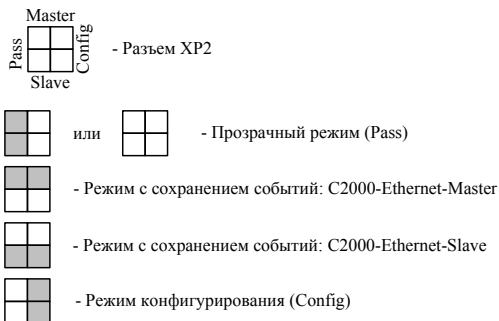 Master
Pass
Config
- Разъем XP2
Slave
или - Прозрачный режим (Pass)
- Режим с сохранением событий: С2000-Ethernet-Master
- Режим с сохранением событий: С2000-Ethernet-Slave
- Режим конфигурирования (Config)